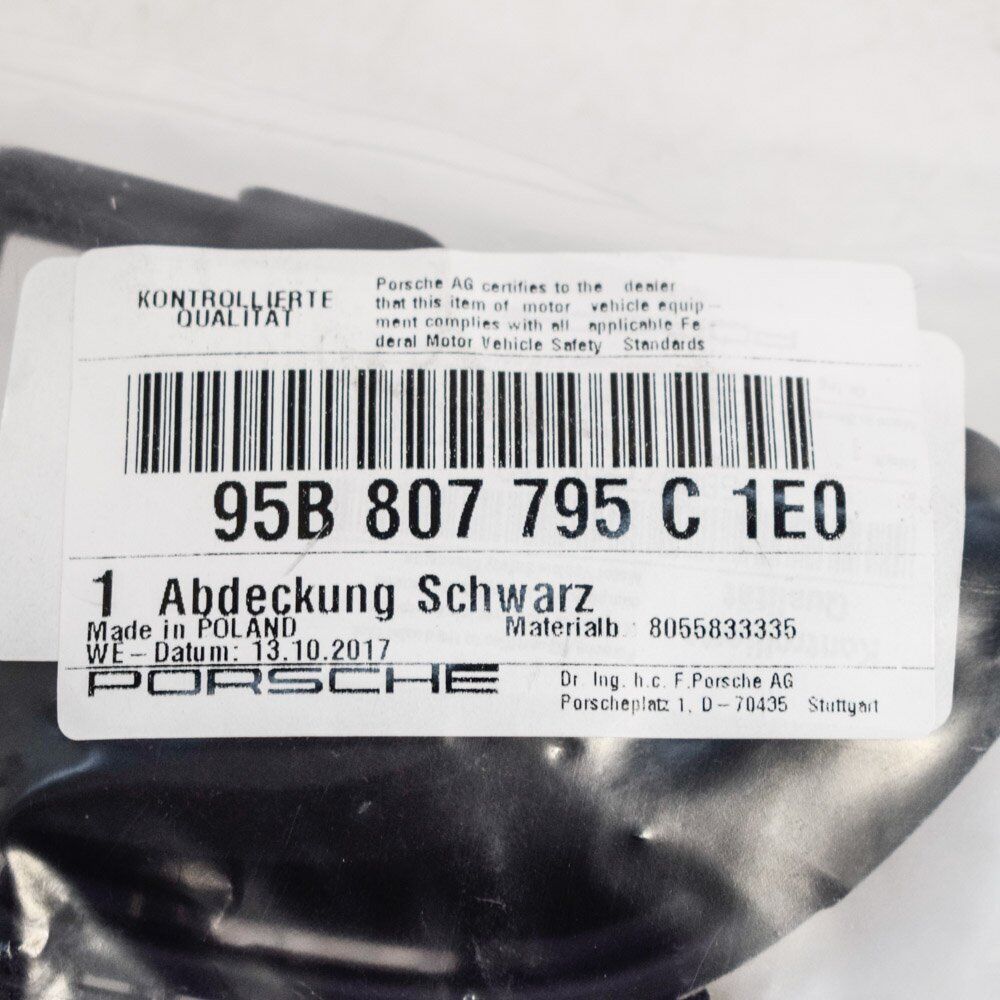 KONTROLLIERTE
QUALITÄT
Porsche AG certifies to the dealer
that this item of motor vehicle equip-
ment complies with all applicable Fe
deral Motor Vehicle Safety Standards
95B 807 795 C 1E0
1 Abdeckung Schwarz
Made in POLAND
Materialb. 8055833335
WE-Datum: 13.10.2017
PORSCHE
Dr. Ing. h.c. F.Porsche AG
Porscheplatz 1, D-70435 Stuttgart